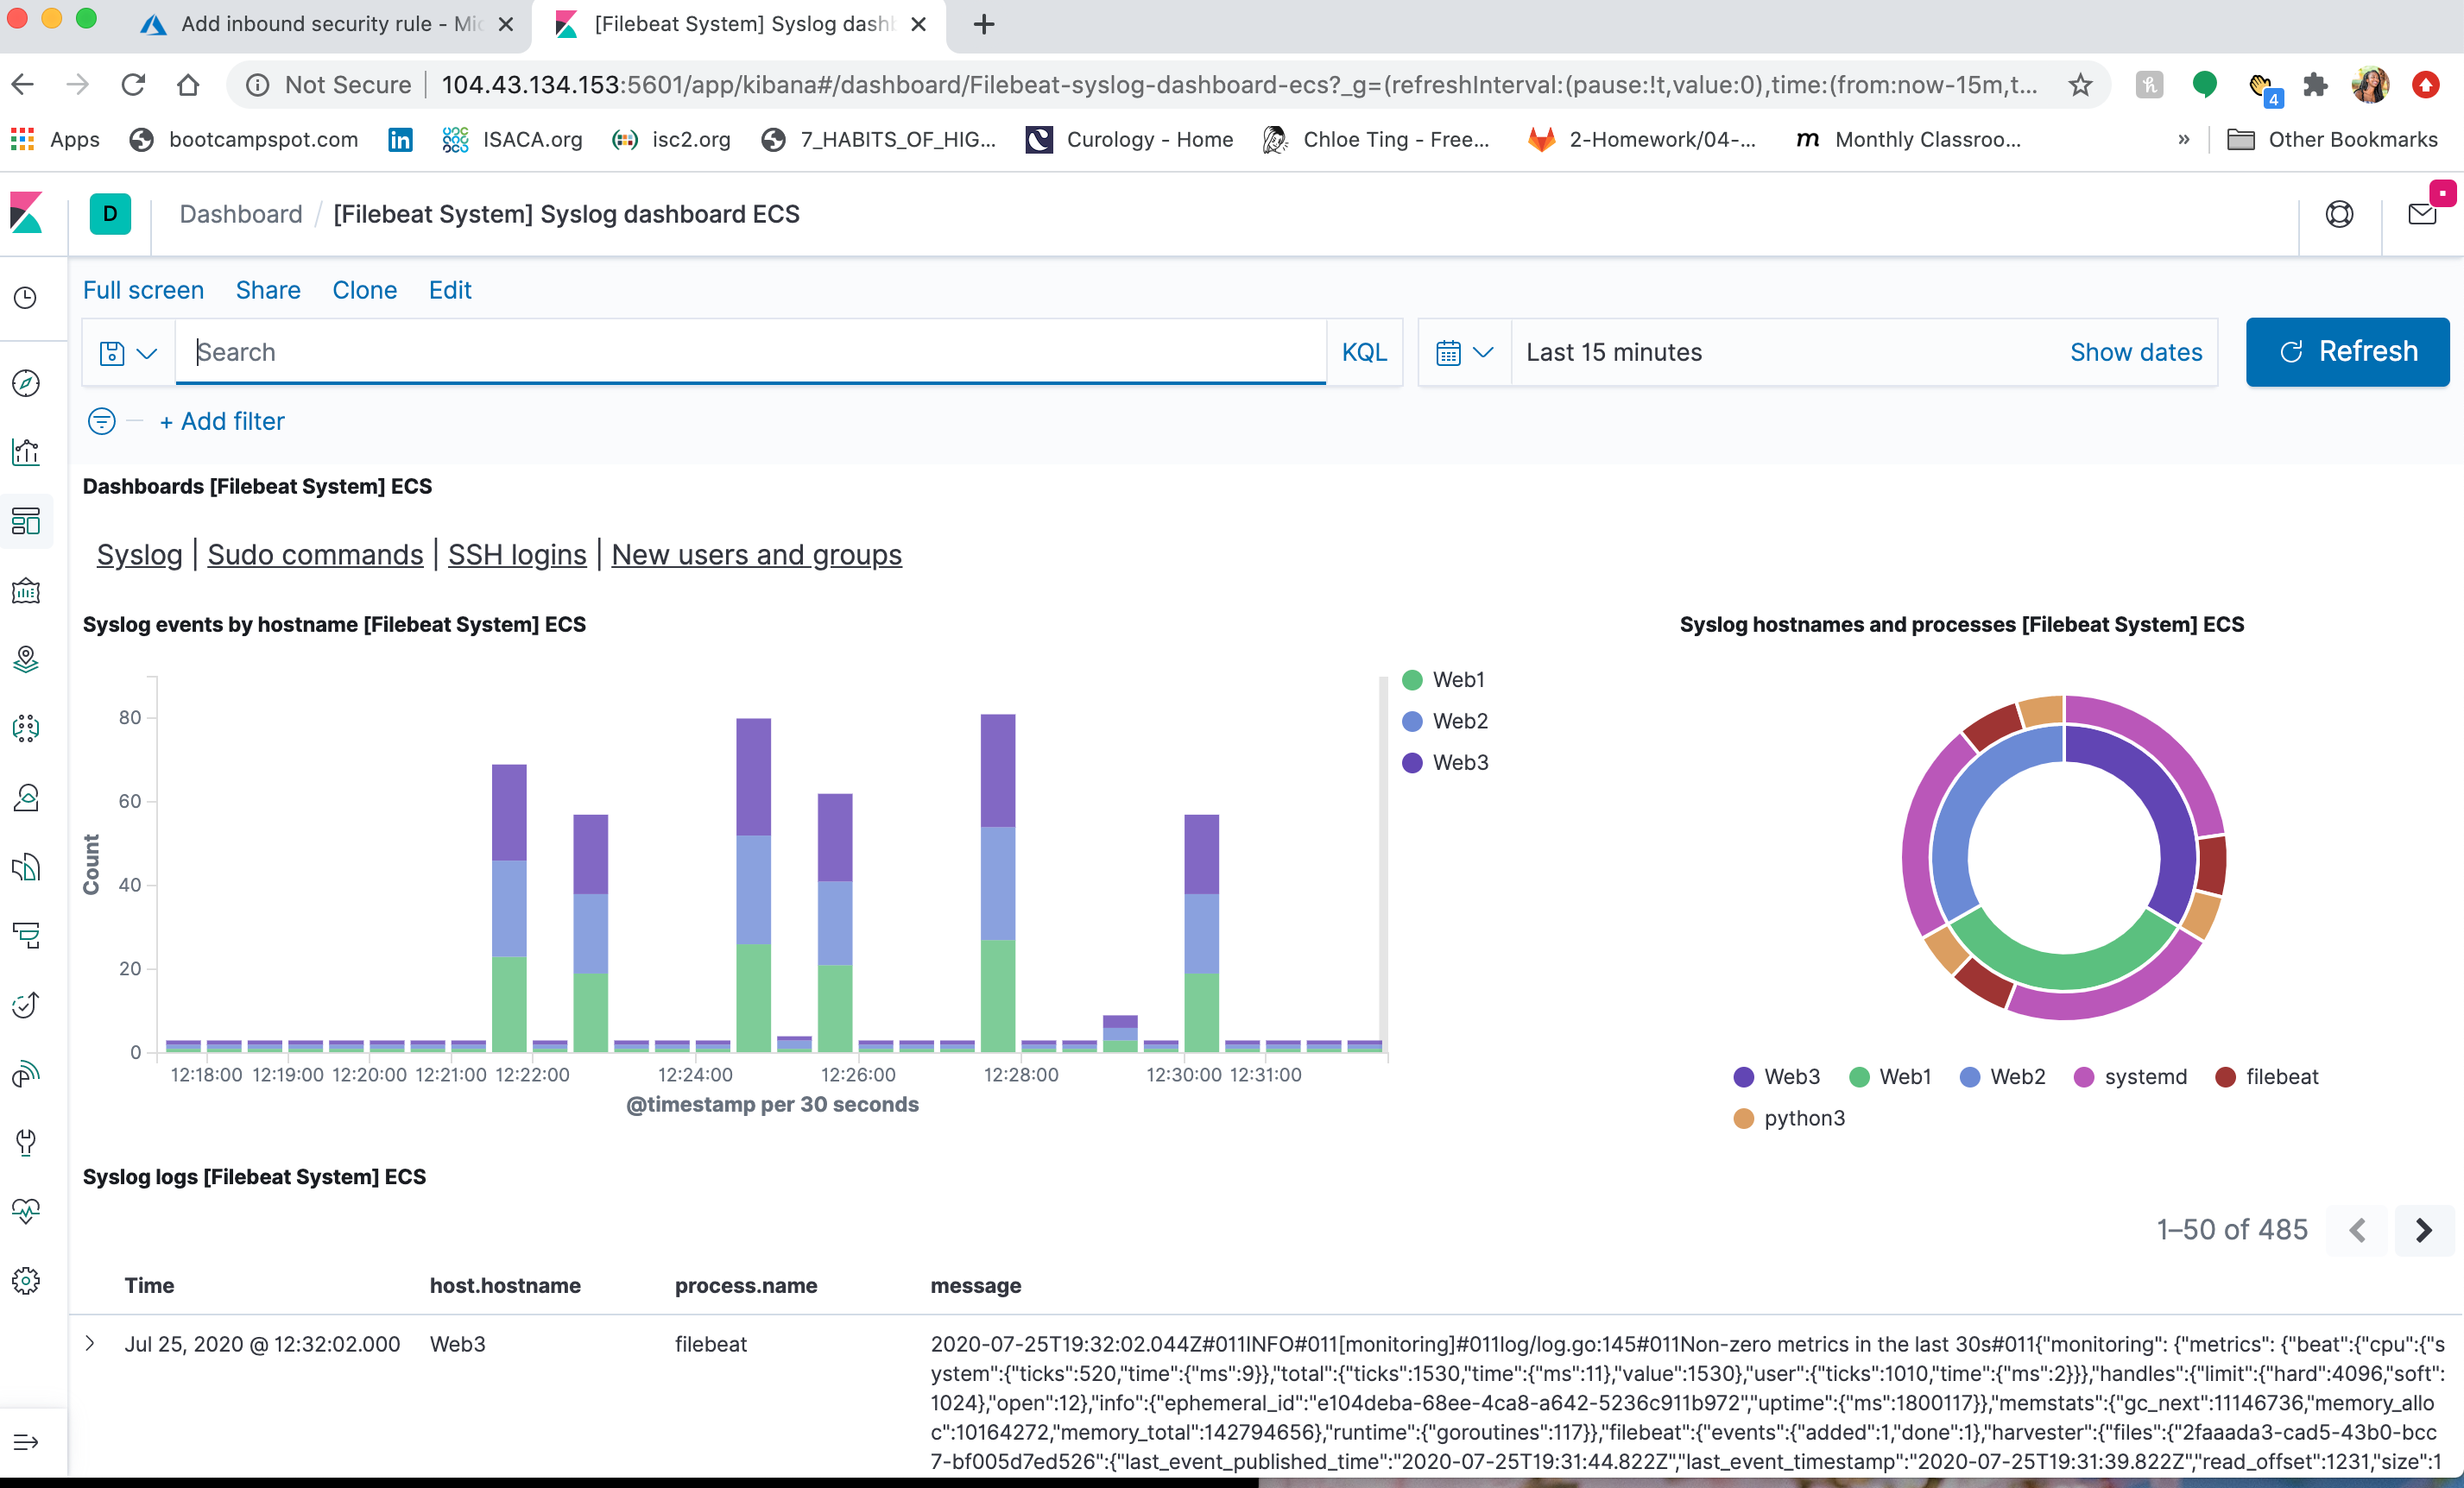 Add inbound security rule - Mic
[Filebeat System] Syslog dashb
Not Secure | 104.43.134.153:5601/app/kibana#/dashboard/Filebeat-syslog-dashboard-ecs?_g=(refreshInterval:(pause:!t,value:0),time:(from:now-15m,t...
4
Apps bootcampspot.com in ISACA.org isc2.org 7_HABITS_OF_HIG... Curology - Home Chloe Ting - Free... 2-Homework/04-... m Monthly Classroo... » Other Bookmarks
D Dashboard / [Filebeat System] Syslog dashboard ECS
Full screen Share Clone Edit
Search KQL Last 15 minutes Show dates Refresh
+ Add filter
Dashboards [Filebeat System] ECS
Syslog | Sudo commands | SSH logins | New users and groups
Syslog events by hostname [Filebeat System] ECS
80
60
40
20
0
Count
12:18:00 12:19:00 12:20:00 12:21:00 12:22:00 12:24:00 12:26:00 12:28:00 12:30:00 12:31:00
@timestamp per 30 seconds
Web1
Web2
Web3
Syslog hostnames and processes [Filebeat System] ECS
Web3 Web1 Web2 systemd filebeat
python3
Syslog logs [Filebeat System] ECS
1–50 of 485
Time host.hostname process.name message
Jul 25, 2020 @ 12:32:02.000 Web3 filebeat 2020-07-25T19:32:02.044Z#011INFO#011[monitoring]#011log/log.go:145#011Non-zero metrics in the last 30s#011{"monitoring": {"metrics": {"beat":{"cpu":{"s
ystem":{"ticks":520,"time":{"ms":9}},"total":{"ticks":1530,"time":{"ms":11},"value":1530},"user":{"ticks":1010,"time":{"ms":2}}},"handles":{"limit":{"hard":4096,"soft":
1024},"open":12},"info":{"ephemeral_id":"e104deba-68ee-4ca8-a642-5236c911b972","uptime":{"ms":1800117}},"memstats":{"gc_next":11146736,"memory_allo
c":10164272,"memory_total":142794656},"runtime":{"goroutines":117}},"filebeat":{"events":{"added":1,"done":1},"harvester":{"files":{"2faaada3-cad5-43b0-bcc
7-bf005d7ed526":{"last_event_published_time":"2020-07-25T19:31:44.822Z","last_event_timestamp":"2020-07-25T19:31:39.822Z","read_offset":1231,"size":1